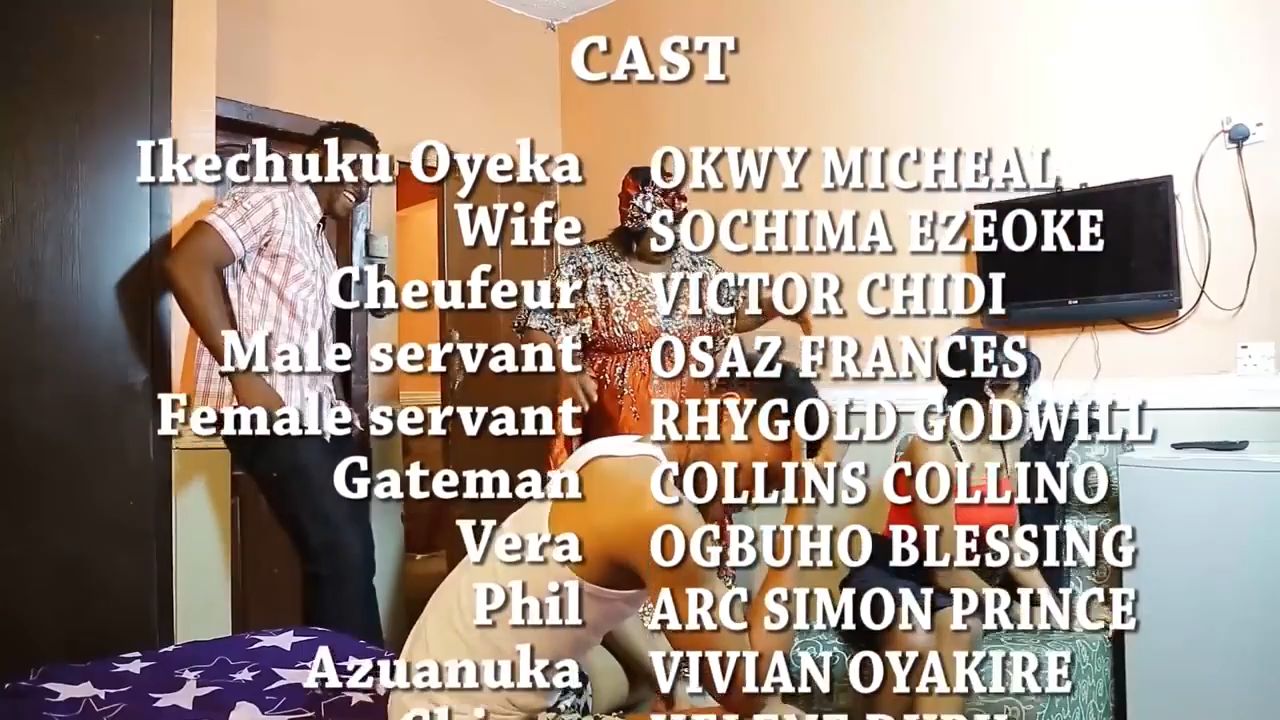 CAST
Ikechuku Oyeka OKWY MICHEAL
Wife SOCHIMA EZEOKE
Cheufeur VICTOR CHIDI
Male servant OSAZ FRANCES
Female servant RHYGOLD GODWILL
Gateman COLLINS COLLINO
Vera OGBUHO BLESSING
Phil ARC SIMON PRINCE
Azuanuka VIVIAN OYAKIRE